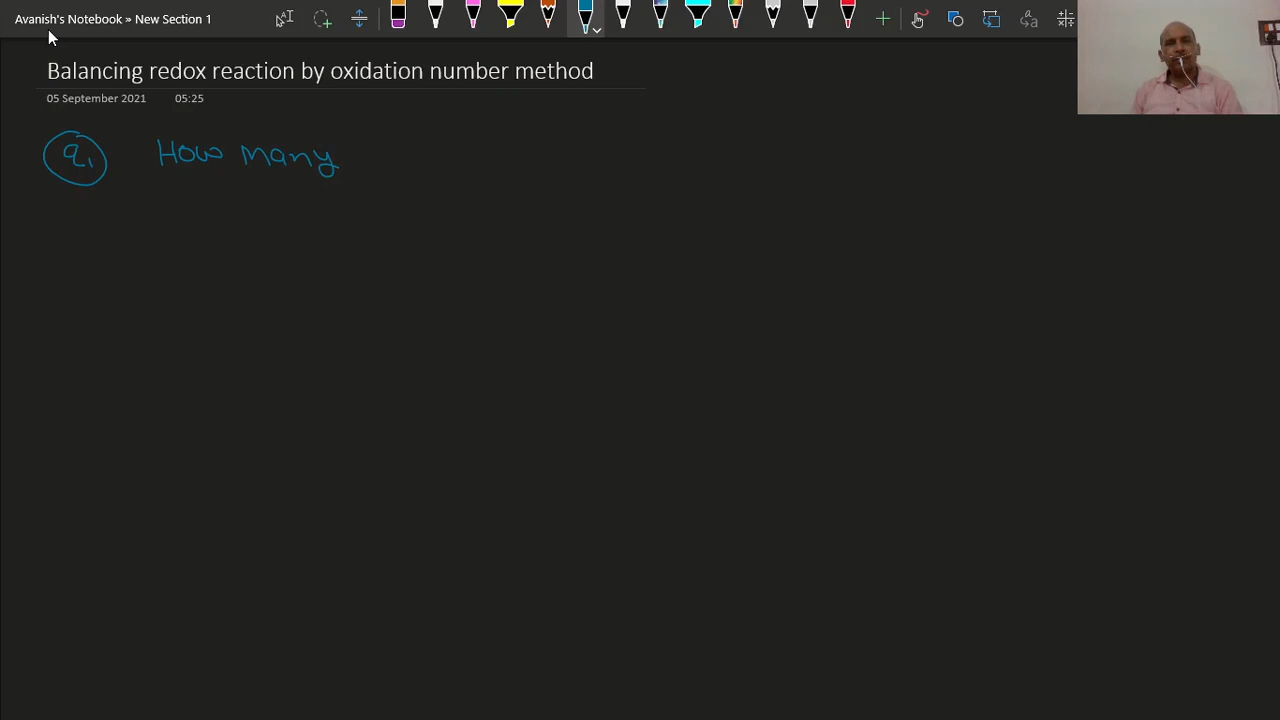 Avanish's Notebook » New Section 1
Balancing redox reaction by oxidation number method
05 September 2021 05:25
q1 How many